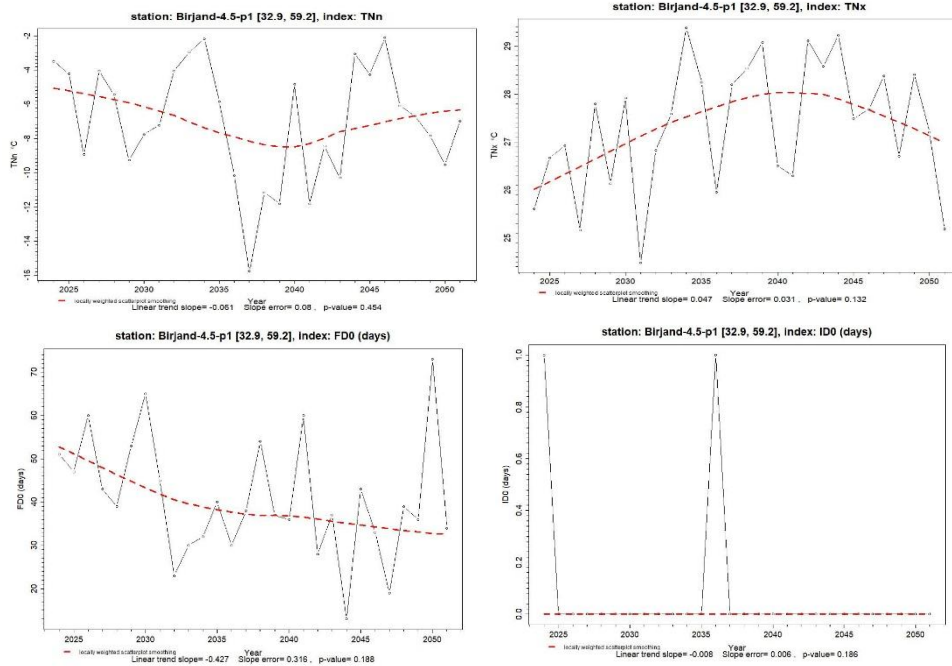 station: Birjand-4.5-p1 [32.9, 59.2], index: TNn
TNn °C
-2
-4
-6
-8
-10
-12
-14
-16
2025 2030 2035 2040 2045 2050
Year
locally weighted scatterplot smoothing
Linear trend slope= -0.061 Slope error= 0.08 , p-value= 0.454
station: Birjand-4.5-p1 [32.9, 59.2], index: TNx
TNx °C
29
28
27
26
25
2025 2030 2035 2040 2045 2050
Year
locally weighted scatterplot smoothing
Linear trend slope= 0.047 Slope error= 0.031 , p-value= 0.132
station: Birjand-4.5-p1 [32.9, 59.2], index: FD0 (days)
FD0 (days)
70
60
50
40
30
20
2025 2030 2035 2040 2045 2050
Year
locally weighted scatterplot smoothing
Linear trend slope= -0.427 Slope error= 0.316 , p-value= 0.188
station: Birjand-4.5-p1 [32.9, 59.2], index: ID0 (days)
ID0 (days)
1.0
0.8
0.6
0.4
0.2
0.0
2025 2030 2035 2040 2045 2050
Year
locally weighted scatterplot smoothing
Linear trend slope= -0.008 Slope error= 0.006 , p-value= 0.186